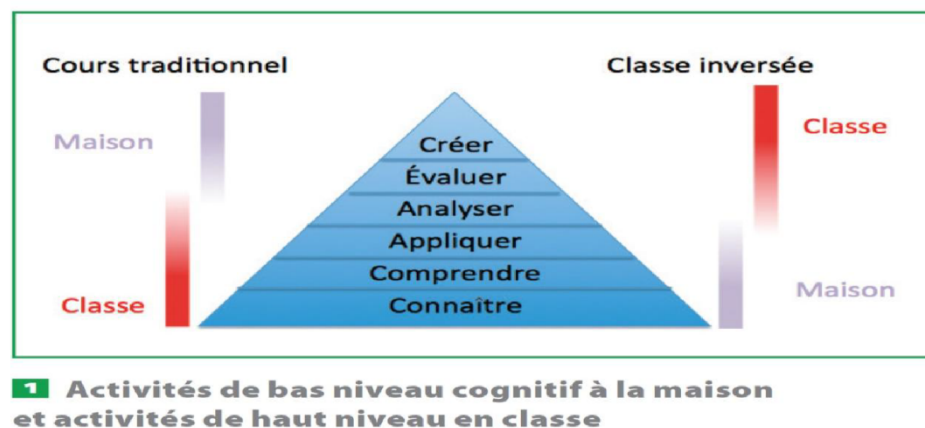 Cours traditionnel
Classe inversée
Maison
Classe
Créer
Évaluer
Analyser
Appliquer
Comprendre
Connaître
Classe
Maison
1 Activités de bas niveau cognitif à la maison
et activités de haut niveau en classe